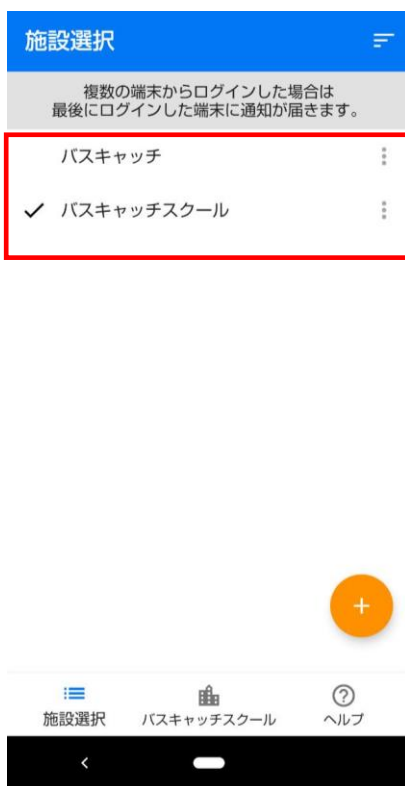 施設選択
複数の端末からログインした場合は
最後にログインした端末に通知が届きます。
バスキャッチ
バスキャッチスクール
施設選択
バスキャッチスクール
ヘルプ